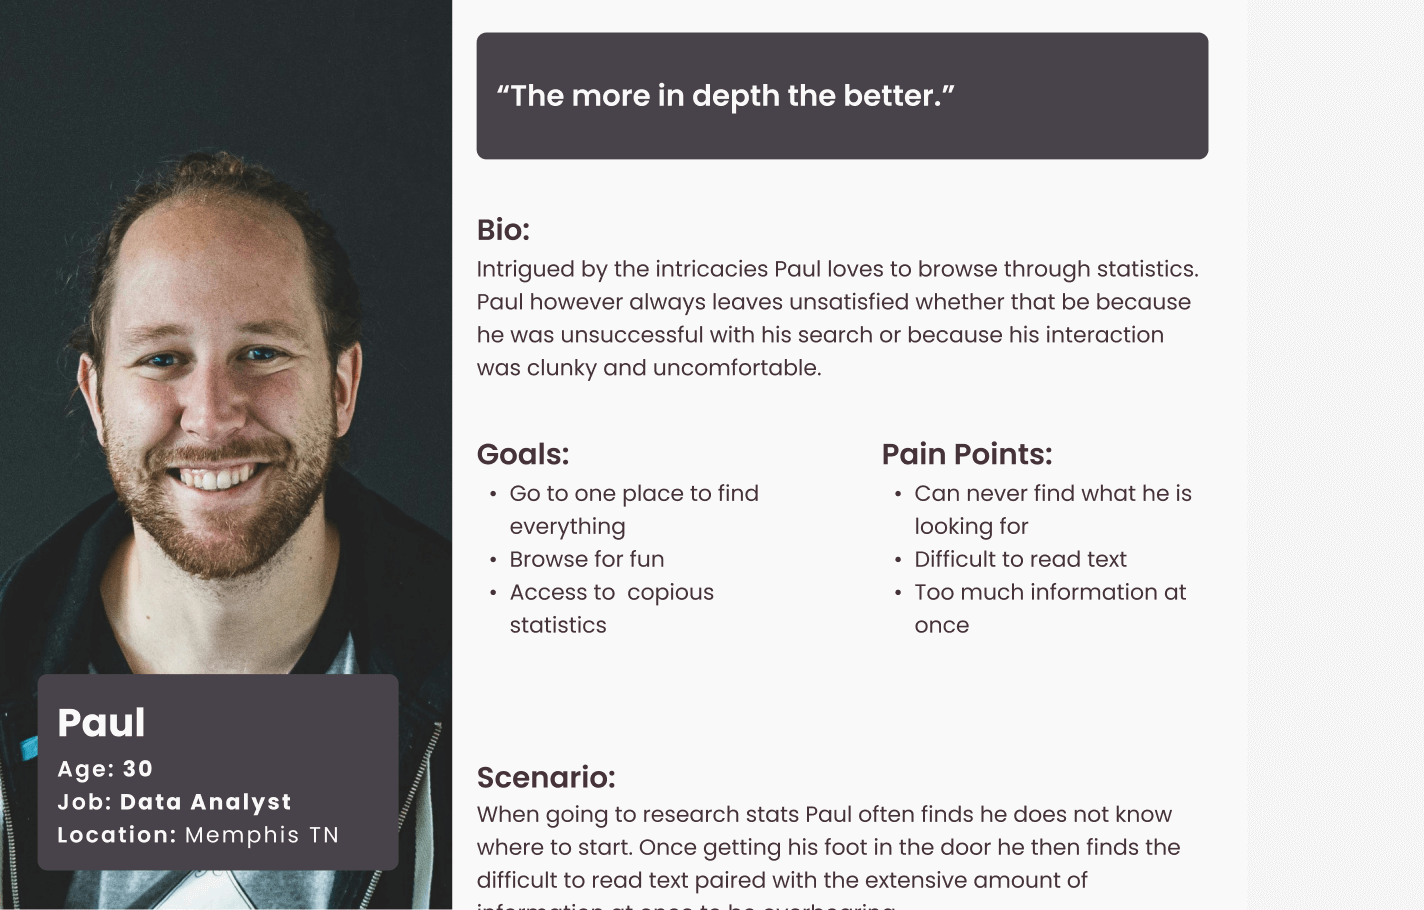 “The more in depth the better.”
Bio:
Intrigued by the intricacies Paul loves to browse through statistics.
Paul however always leaves unsatisfied whether that be because
he was unsuccessful with his search or because his interaction
was clunky and uncomfortable.
Goals:
• Go to one place to find
everything
• Browse for fun
• Access to  copious
statistics
Pain Points:
• Can never find what he is
looking for
• Difficult to read text
• Too much information at
once
Paul
Age: 30
Job: Data Analyst
Location: Memphis TN
Scenario:
When going to research stats Paul often finds he does not know
where to start. Once getting his foot in the door he then finds the
difficult to read text paired with the extensive amount of
information at once to be overbearing.